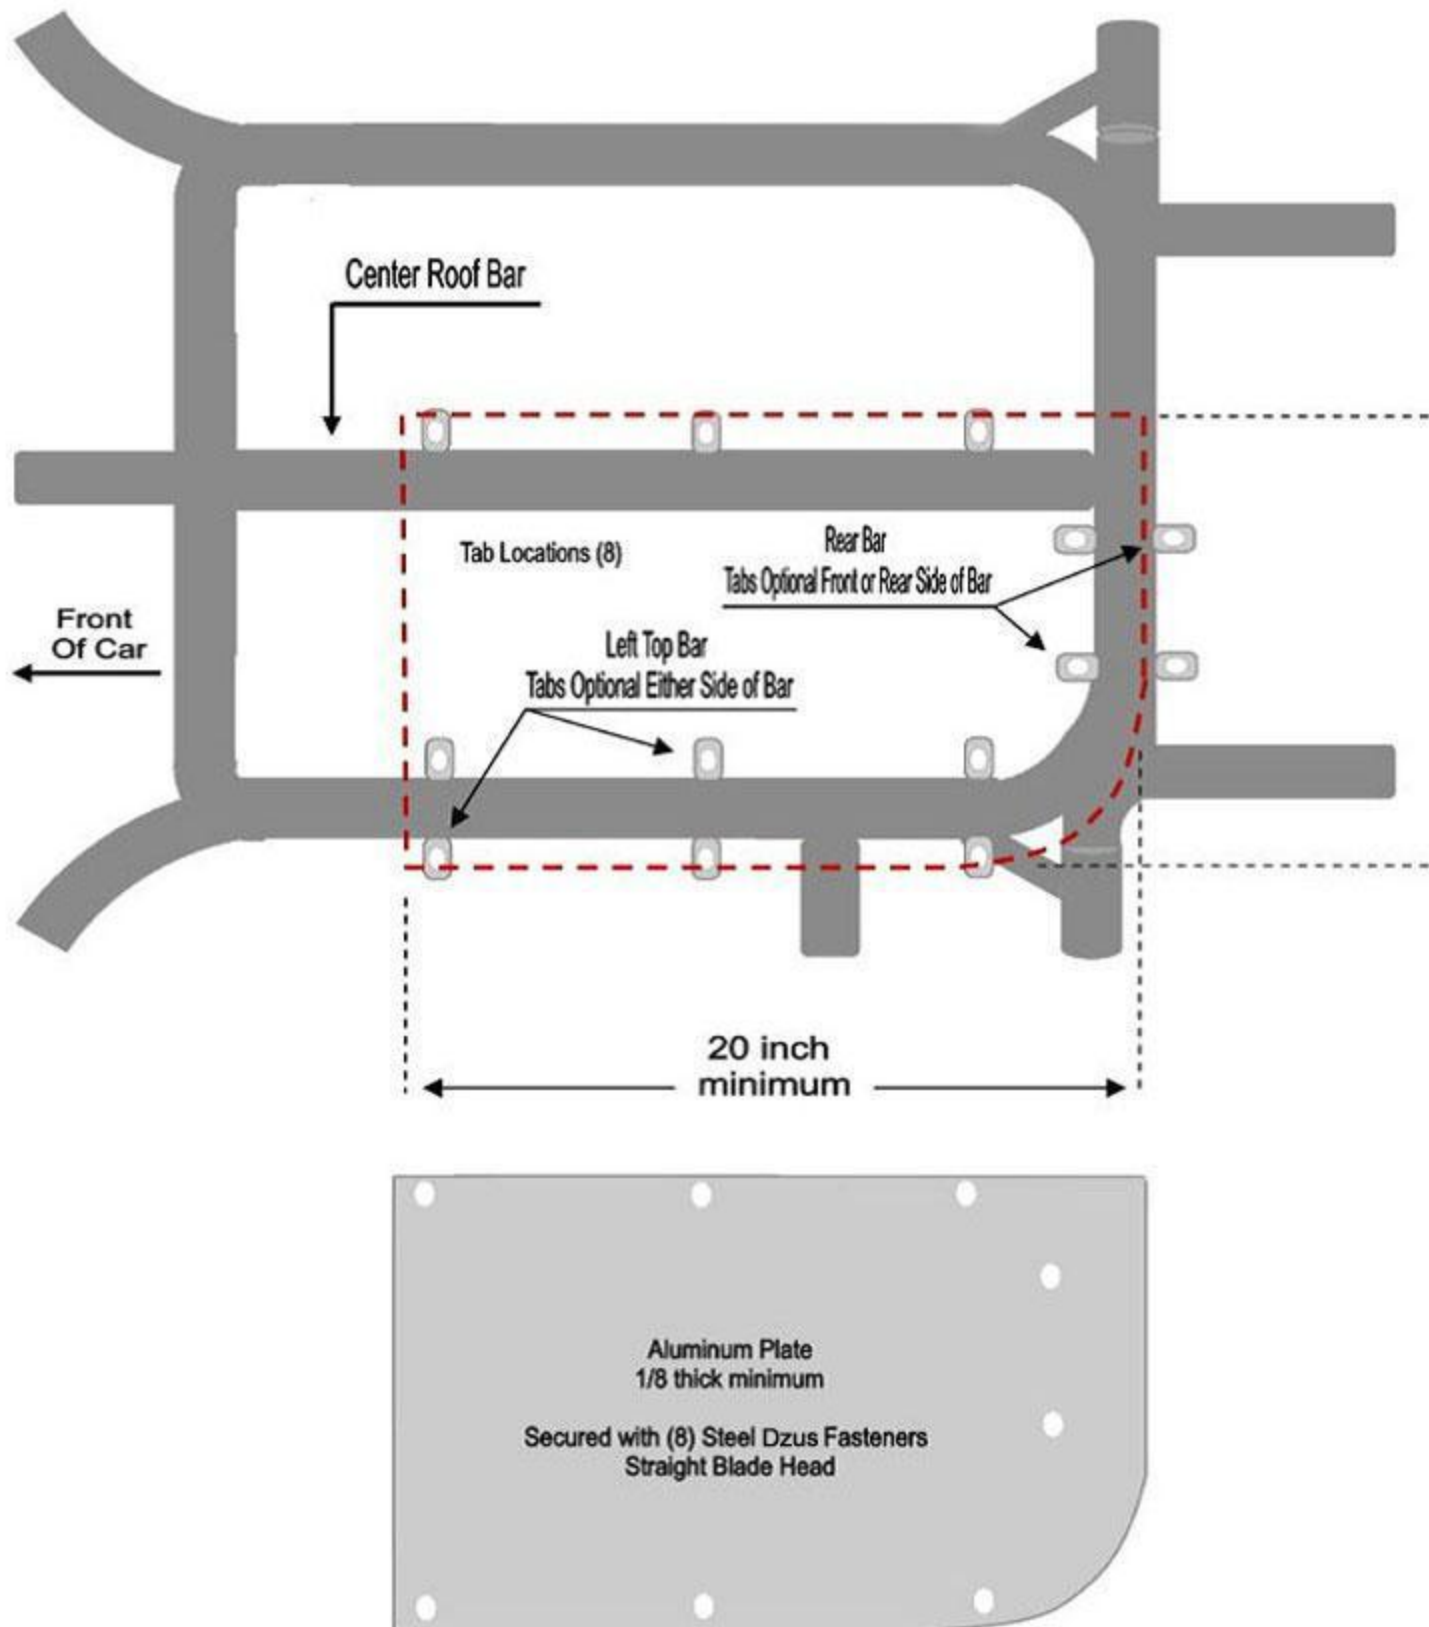 Center Roof Bar
Tab Locations (8)
Rear Bar
Tabs Optional Front or Rear Side of Bar
Front
Of Car
Left Top Bar
Tabs Optional Either Side of Bar
20 inch
minimum
Aluminum Plate
1/8 thick minimum
Secured with (8) Steel Dzus Fasteners
Straight Blade Head